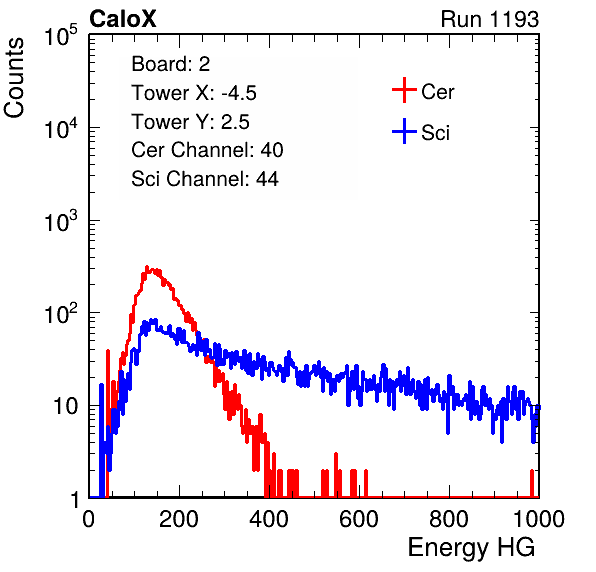 CaloX Run 1193
Counts
10^5
10^4
10^3
10^2
10
1
Board: 2
Tower X: -4.5
Tower Y: 2.5
Cer Channel: 40
Sci Channel: 44
Cer
Sci
0 200 400 600 800 1000
Energy HG